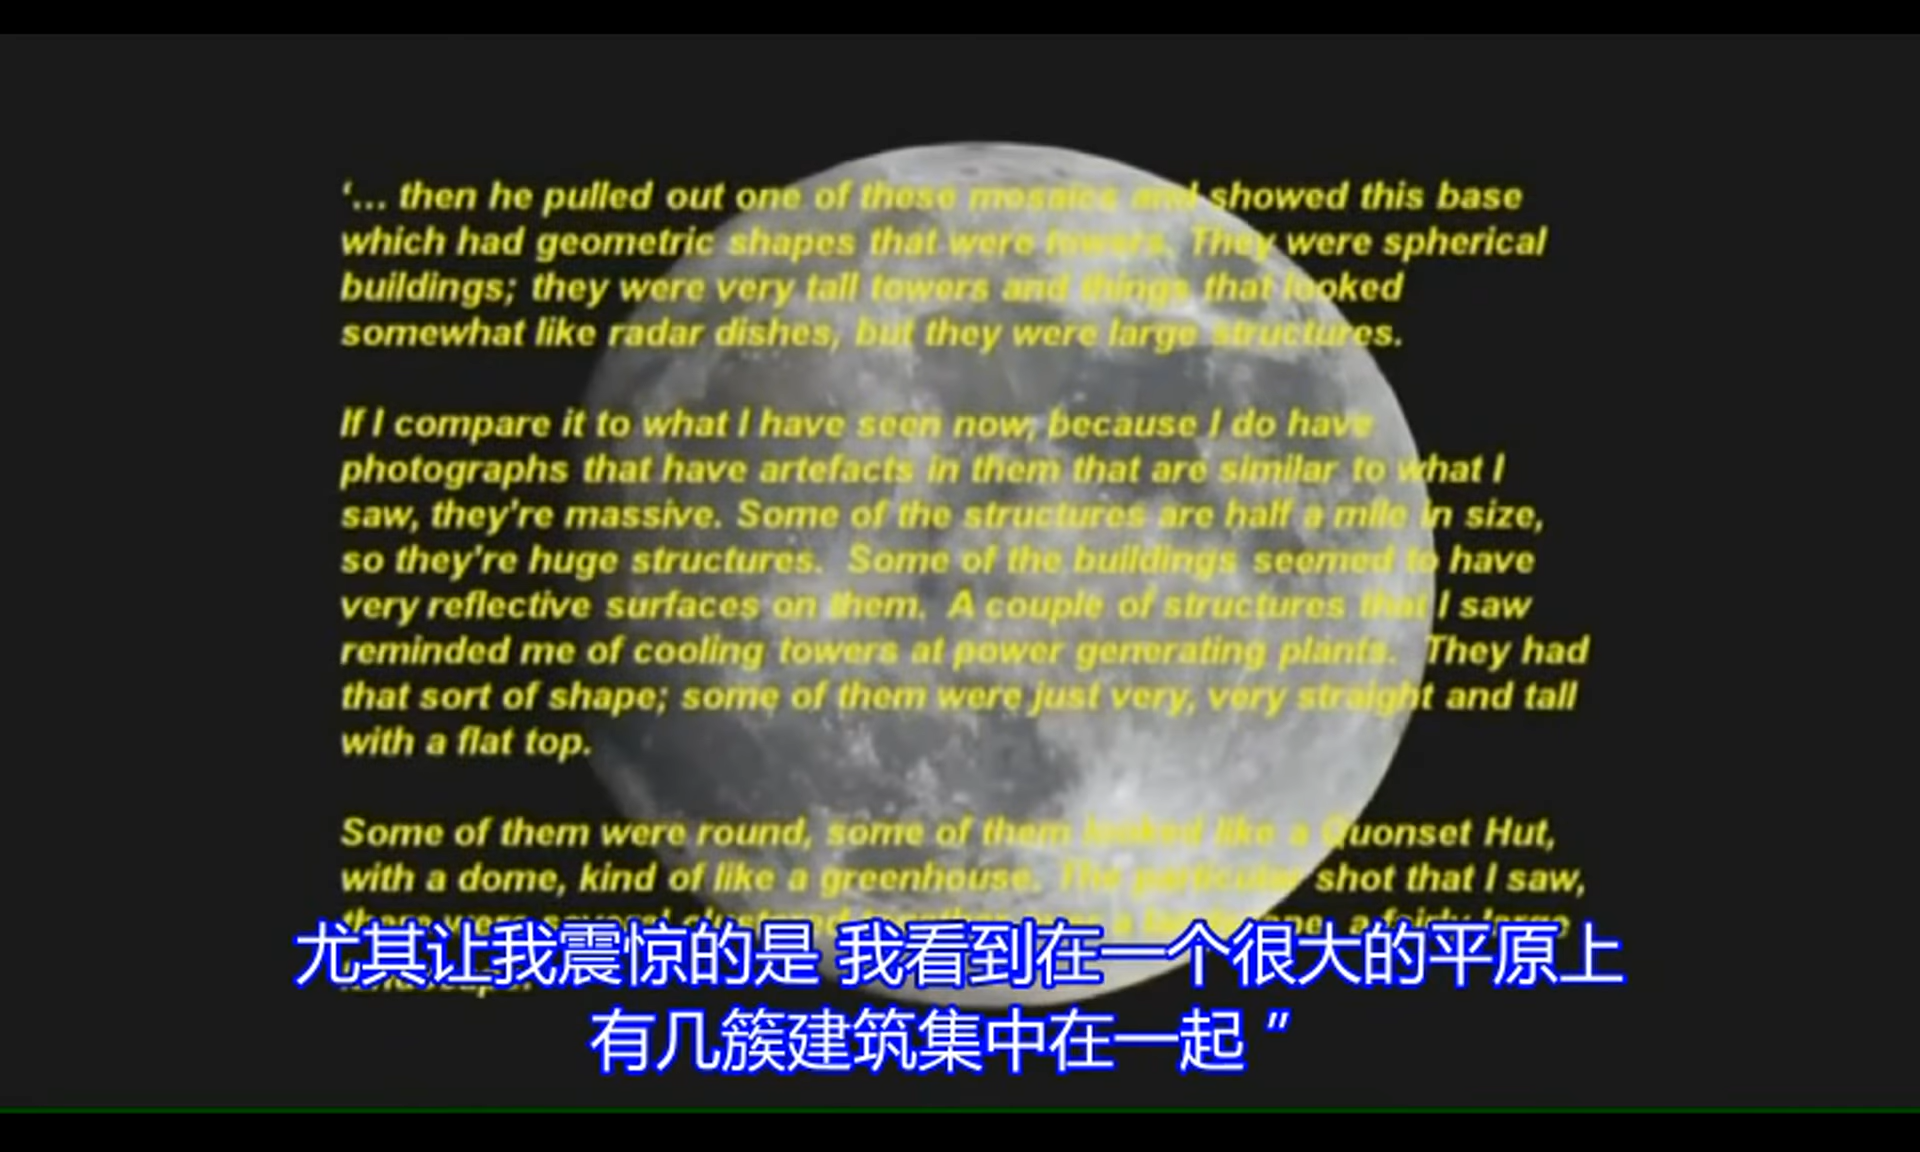 ‘... then he pulled out one of these mosaics and showed this base
which had geometric shapes that were towers. They were spherical
buildings; they were very tall towers and things that looked
somewhat like radar dishes, but they were large structures.
If I compare it to what I have seen now, because I do have
photographs that have artefacts in them that are similar to what I
saw, they're massive. Some of the structures are half a mile in size,
so they're huge structures. Some of the buildings seemed to have
very reflective surfaces on them. A couple of structures that I saw
reminded me of cooling towers at power generating plants. They had
that sort of shape; some of them were just very, very straight and tall
with a flat top.
Some of them were round, some of them looked like a Quonset Hut,
with a dome, kind of like a greenhouse. The particular shot that I saw,
there were several clustered a fairly large
尤其让我震惊的是 我看到在一个很大的平原上
有几簇建筑集中在一起 ”